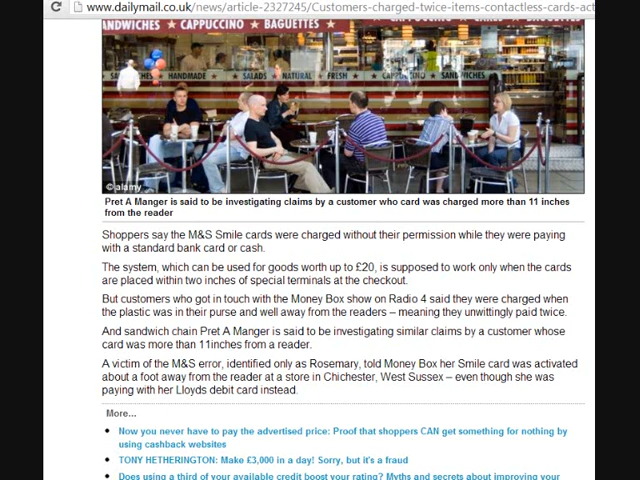 www.dailymail.co.uk/news/article-2327245/Customers-charged-twice-items-contactless-cards-act
SANDWICHES ★ CAPPUCCINO ★ BAGUETTES ★
HANDMADE ★ SALADS ★ NATURAL ★ FRESH ★ CAPPUCCINO ★ SANDWICHES
© alamy
Pret A Manger is said to be investigating claims by a customer who card was charged more than 11 inches
from the reader
Shoppers say the M&S Smile cards were charged without their permission while they were paying
with a standard bank card or cash.
The system, which can be used for goods worth up to £20, is supposed to work only when the cards
are placed within two inches of special terminals at the checkout.
But customers who got in touch with the Money Box show on Radio 4 said they were charged when
the plastic was in their purse and well away from the readers – meaning they unwittingly paid twice.
And sandwich chain Pret A Manger is said to be investigating similar claims by a customer whose
card was more than 11inches from a reader.
A victim of the M&S error, identified only as Rosemary, told Money Box her Smile card was activated
about a foot away from the reader at a store in Chichester, West Sussex – even though she was
paying with her Lloyds debit card instead.
More...
• Now you never have to pay the advertised price: Proof that shoppers CAN get something for nothing by
using cashback websites
• TONY HETHERINGTON: Make £3,000 in a day! Sorry, but it's a fraud
• Does using a third of your available credit boost your rating? Myths and secrets about improving your